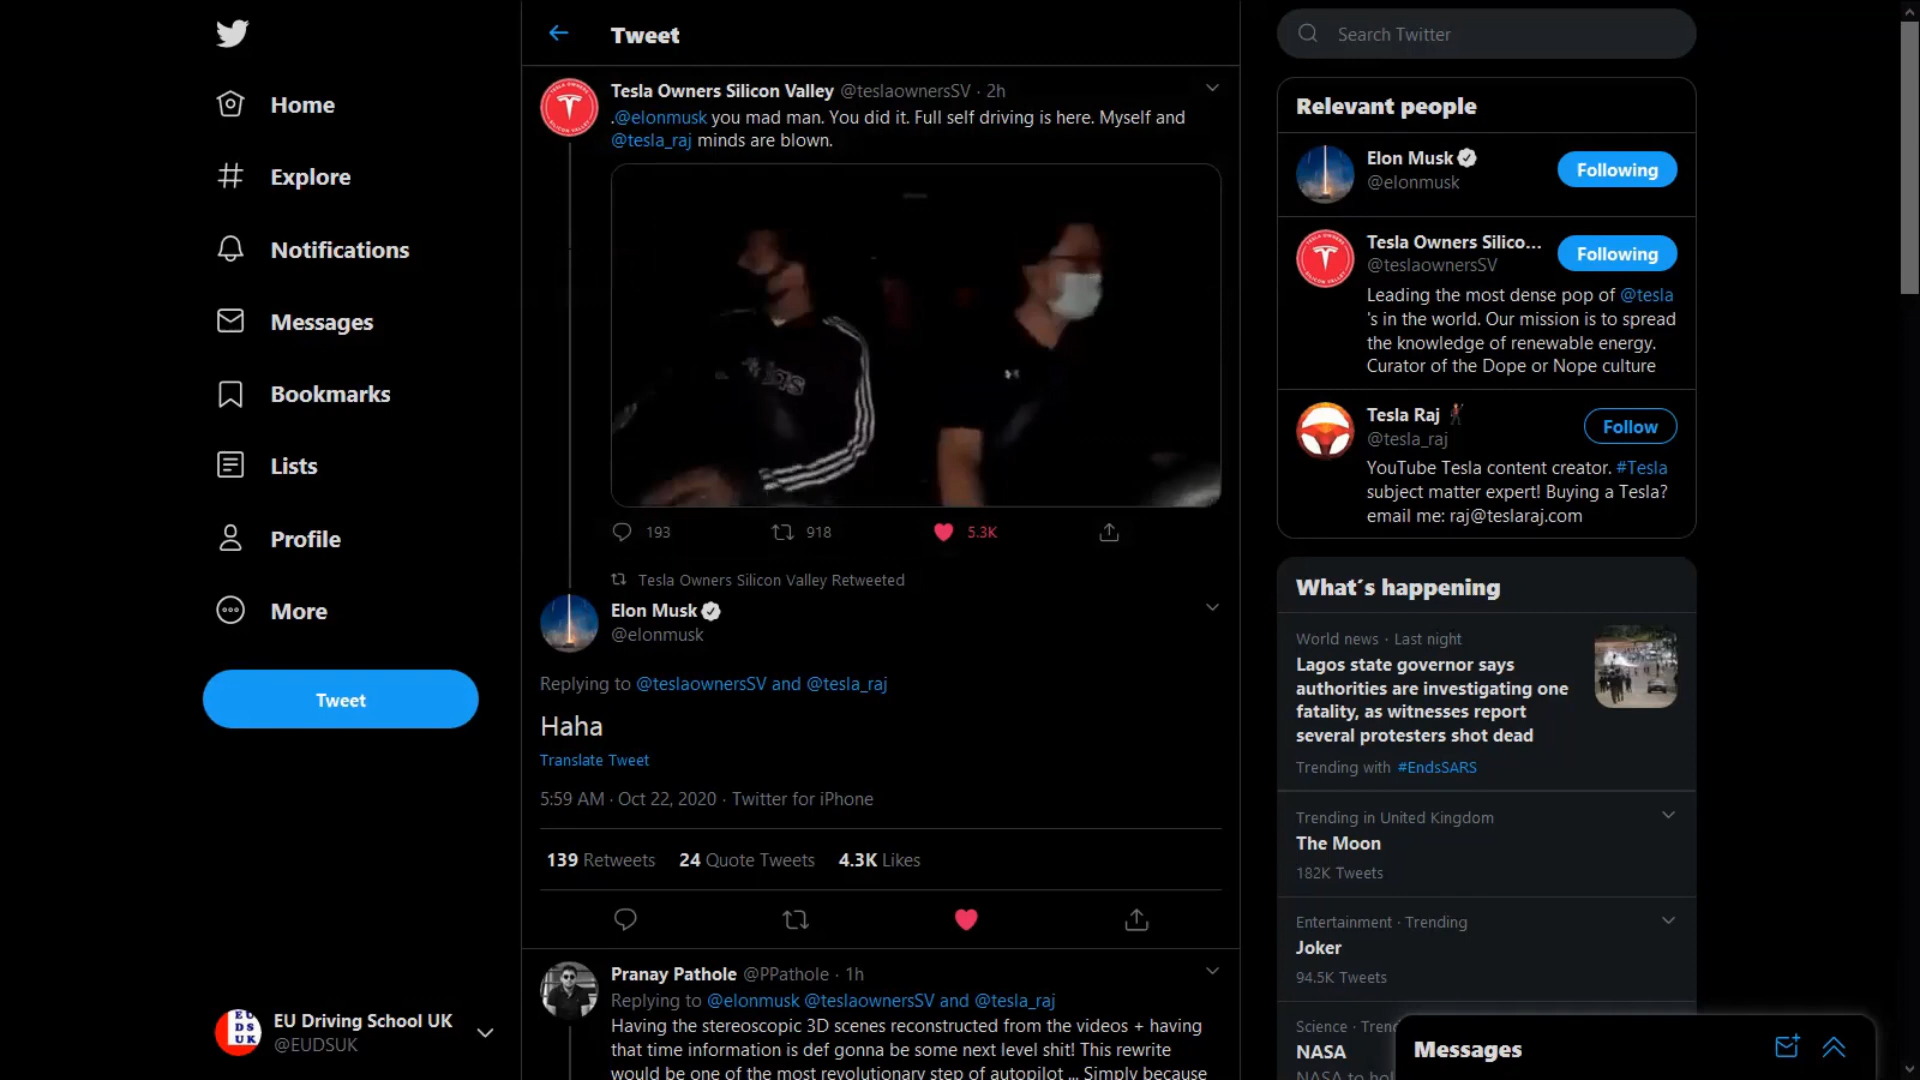 Home
Explore
Notifications
Messages
Bookmarks
Lists
Profile
More
Tweet
EU Driving School UK
@EUDSUK
Tweet
Tesla Owners Silicon Valley @teslaownersSV · 2h
.@elonmusk you mad man. You did it. Full self driving is here. Myself and
@tesla_raj minds are blown.
193
918
5.3K
Tesla Owners Silicon Valley Retweeted
Elon Musk
@elonmusk
Replying to @teslaownersSV and @tesla_raj
Haha
Translate Tweet
5:59 AM · Oct 22, 2020 · Twitter for iPhone
139 Retweets 24 Quote Tweets 4.3K Likes
Pranay Pathole @PPathole · 1h
Replying to @elonmusk @teslaownersSV and @tesla_raj
Having the stereoscopic 3D scenes reconstructed from the videos + having
that time information is def gonna be some next level shit! This rewrite
would be one of the most revolutionary step of autopilot ... Simply because
Search Twitter
Relevant people
Elon Musk
@elonmusk
Following
Tesla Owners Silico...
@teslaownersSV
Following
Leading the most dense pop of @tesla
's in the world. Our mission is to spread
the knowledge of renewable energy.
Curator of the Dope or Nope culture
Tesla Raj
@tesla_raj
Follow
YouTube Tesla content creator. #Tesla
subject matter expert! Buying a Tesla?
email me: raj@teslaraj.com
What's happening
World news · Last night
Lagos state governor says
authorities are investigating one
fatality, as witnesses report
several protesters shot dead
Trending with #EndsSARS
Trending in United Kingdom
The Moon
182K Tweets
Entertainment · Trending
Joker
94.5K Tweets
Science · Tren
NASA
NASA to hol
Messages